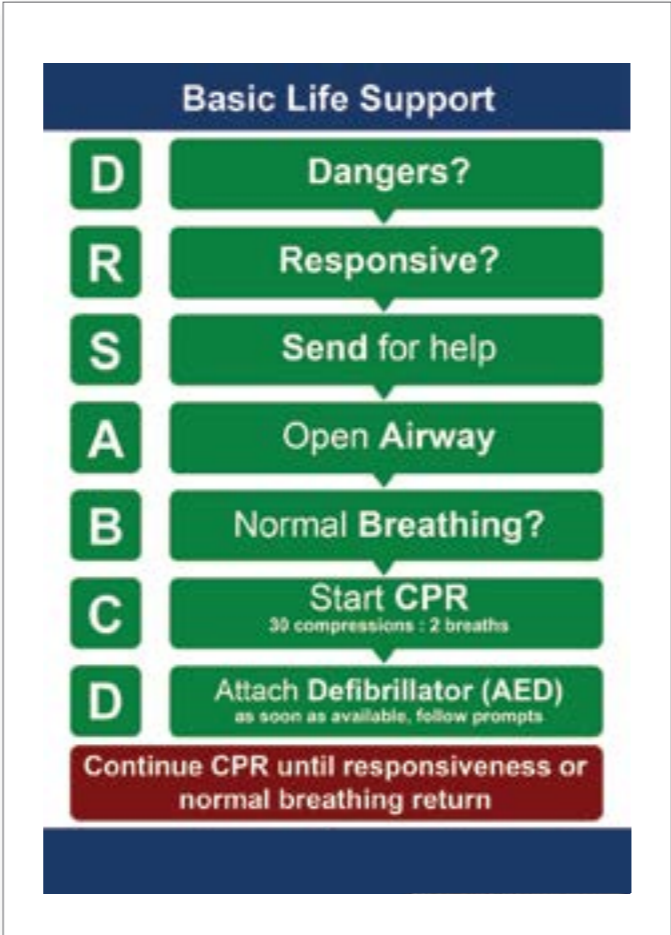 Basic Life Support
D Dangers?
R Responsive?
S Send for help
A Open Airway
B Normal Breathing?
C Start CPR
30 compressions : 2 breaths
D Attach Defibrillator (AED)
as soon as available, follow prompts
Continue CPR until responsiveness or
normal breathing return